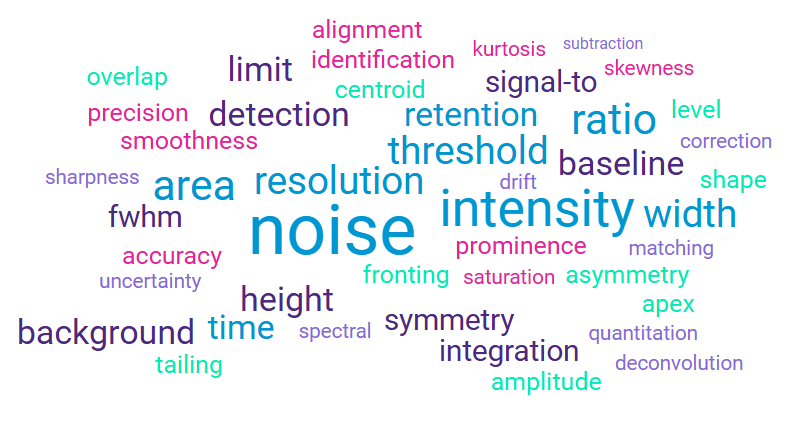 alignment
kurtosis subtraction
identification
limit
skewness
overlap
centroid
signal-to
precision
detection
retention
ratio
level
smoothness
threshold
correction
baseline
sharpness
area
resolution
drift
shape
fwhm
noise
intensity
width
accuracy
prominence
matching
uncertainty
fronting
saturation
asymmetry
height
apex
background
time
spectral
symmetry
quantitation
integration
tailing
deconvolution
amplitude